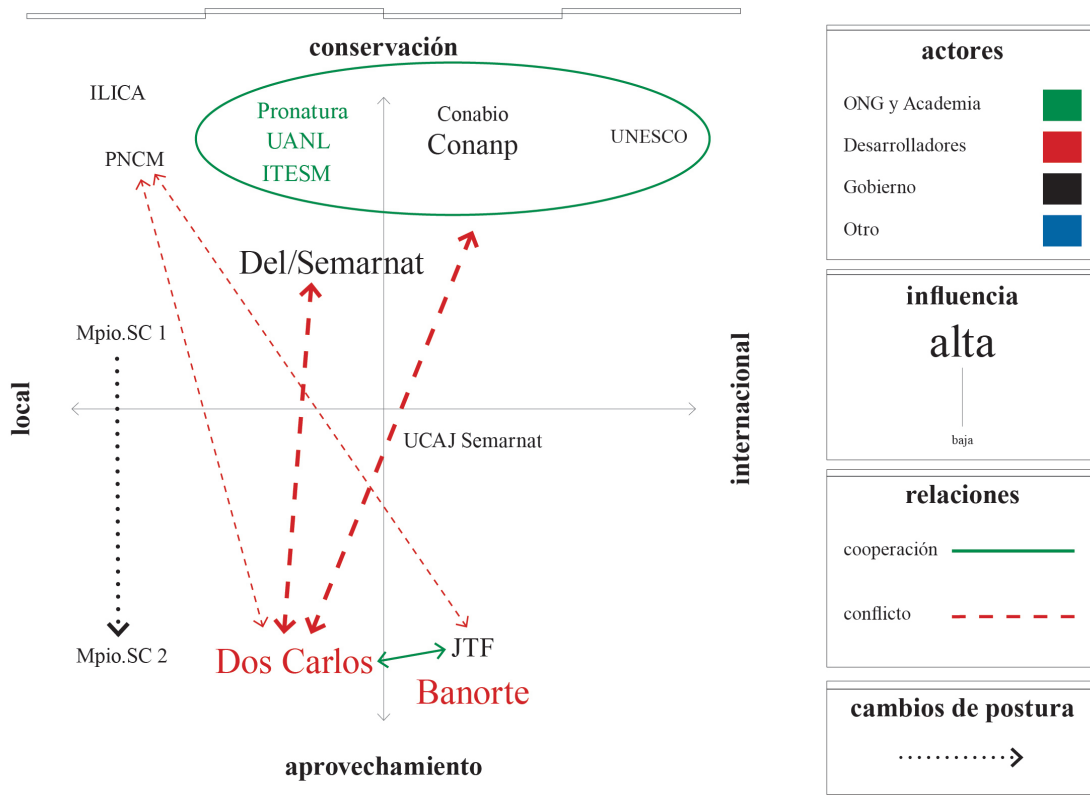 conservación
ILICA
PNCM
Pronatura
UANL
ITESM
Conabio
Conanp
UNESCO
Del/Semarnat
Mpio.SC 1
local
internacional
UCAJ Semarnat
Mpio.SC 2
Dos Carlos
JTF
Banorte
aprovechamiento
actores
ONG y Academia
Desarrolladores
Gobierno
Otro
influencia
alta
baja
relaciones
cooperación
conflicto
cambios de postura